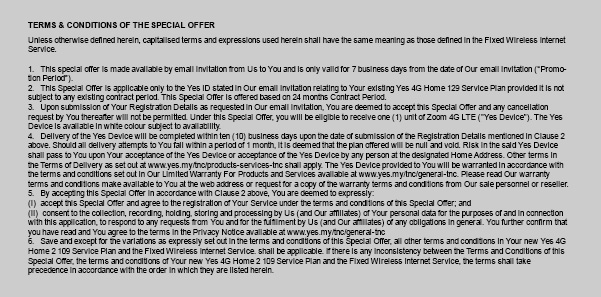 TERMS & CONDITIONS OF THE SPECIAL OFFER
Unless otherwise defined herein, capitalised terms and expressions used herein shall have the same meaning as those defined in the Fixed Wireless Internet
Service.
1. This special offer is made available by email invitation from Us to You and is only valid for 7 business days from the date of Our email invitation ("Promo-
tion Period").
2. This Special Offer is applicable only to the Yes ID stated in Our email invitation relating to Your existing Yes 4G Home 129 Service Plan provided it is not
subject to any existing contract period. This Special Offer is offered based on 24 months Contract Period.
3. Upon submission of Your Registration Details as requested in Our email invitation, You are deemed to accept this Special Offer and any cancellation
request by You thereafter will not be permitted. Under this Special Offer, you will be eligible to receive one (1) unit of Zoom 4G LTE ("Yes Device"). The Yes
Device is available in white colour subject to availability.
4. Delivery of the Yes Device will be completed within ten (10) business days upon the date of submission of the Registration Details mentioned in Clause 2
above. Should all delivery attempts to You fail within a period of 1 month, it is deemed that the plan offered will be null and void. Risk in the said Yes Device
shall pass to You upon Your acceptance of the Yes Device or acceptance of the Yes Device by any person at the designated Home Address. Other terms in
the Terms of Delivery as set out at www.yes.my/tnc/products-services-tnc shall apply. The Yes Device provided to You will be warranted in accordance with
the terms and conditions set out in Our Limited Warranty For Products and Services available at www.yes.my/tnc/general-tnc. Please read Our warranty
terms and conditions make available to You at the web address or request for a copy of the warranty terms and conditions from Our sale personnel or reseller.
5. By accepting this Special Offer in accordance with Clause 2 above, You are deemed to expressly:
(i) accept this Special Offer and agree to the registration of Your Service under the terms and conditions of this Special Offer; and
(ii) consent to the collection, recording, holding, storing and processing by Us (and Our affiliates) of Your personal data for the purposes of and in connection
with this application, to respond to any requests from You and for the fulfilment by Us (and Our affiliates) of any obligations in general. You further confirm that
you have read and You agree to the terms in the Privacy Notice available at www.yes.my/tnc/general-tnc
6. Save and except for the variations as expressly set out in the terms and conditions of this Special Offer, all other terms and conditions in Your new Yes 4G
Home 2 109 Service Plan and the Fixed Wireless Internet Service. shall be applicable. If there is any inconsistency between the Terms and Conditions of this
Special Offer, the terms and conditions of Your new Yes 4G Home 2 109 Service Plan and the Fixed Wireless Internet Service, the terms shall take
precedence in accordance with the order in which they are listed herein.